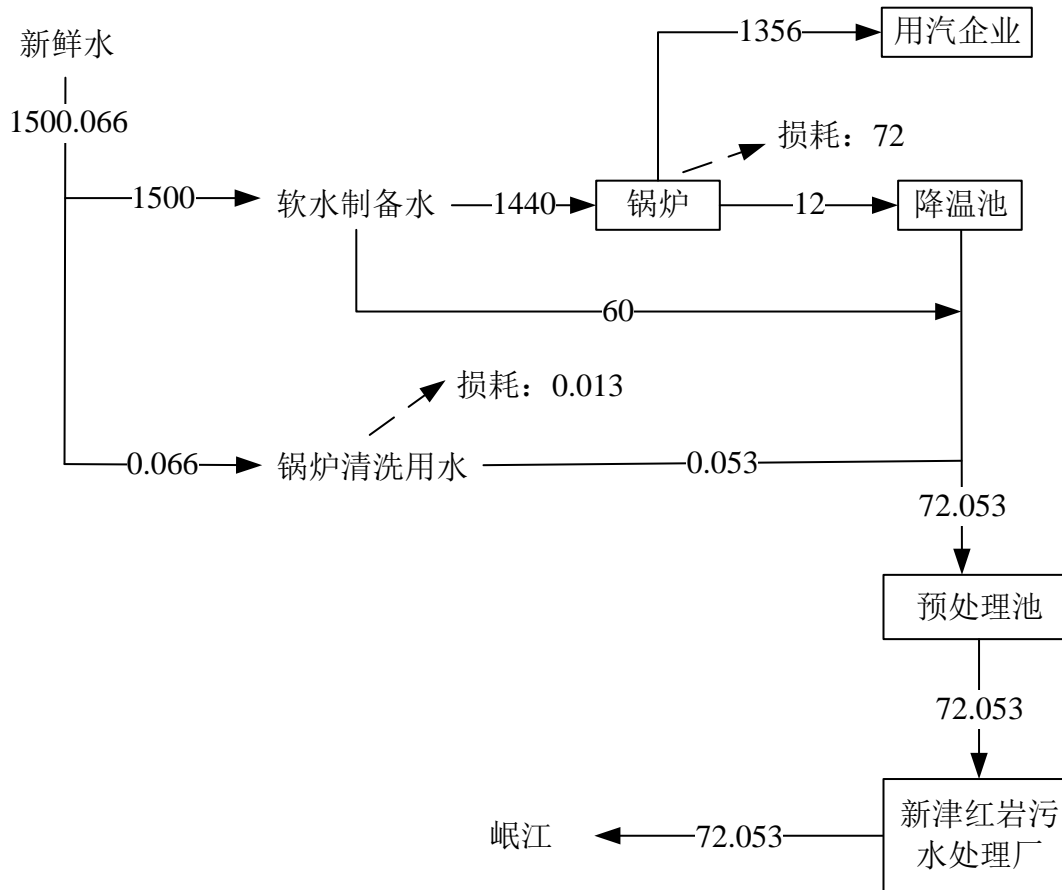 1356
用汽企业
新鲜水
1500.066
损耗：72
1500
软水制备水
1440
锅炉
12
降温池
60
损耗：0.013
0.066
锅炉清洗用水
0.053
72.053
预处理池
72.053
新津红岩污
水处理厂
72.053
岷江